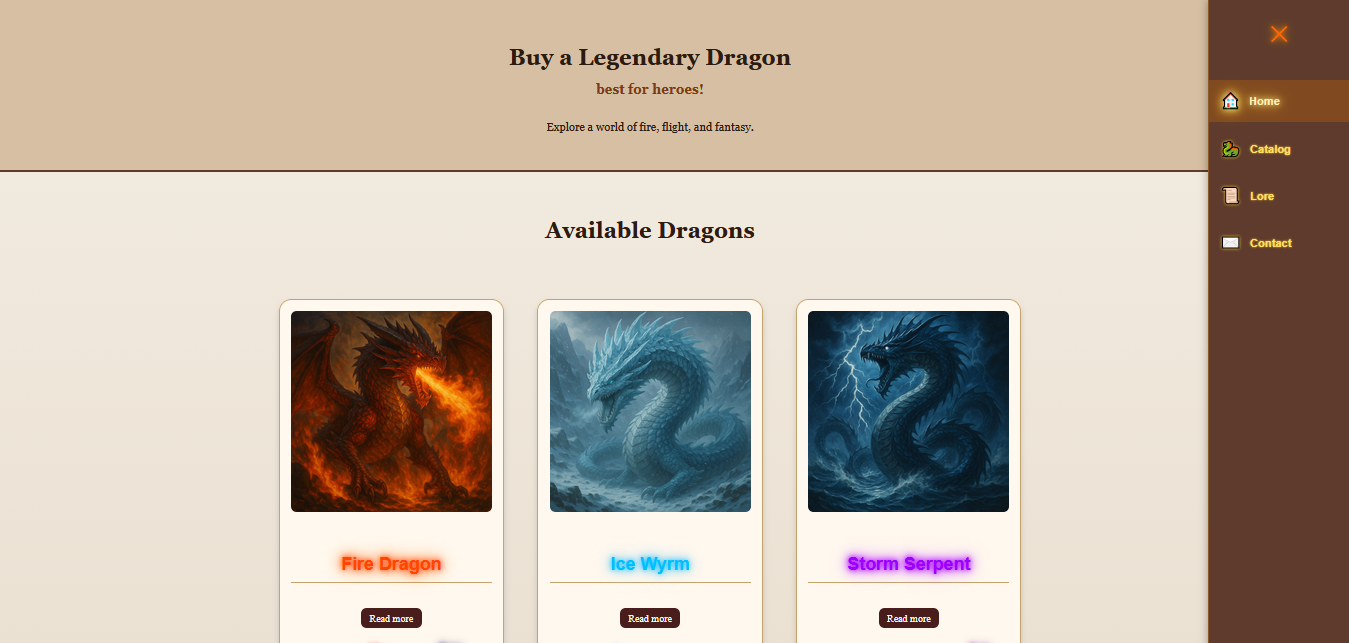 Buy a Legendary Dragon
best for heroes!
Explore a world of fire, flight, and fantasy.
Available Dragons
Fire Dragon
Read more
Ice Wyrm
Read more
Storm Serpent
Read more
Home
Catalog
Lore
Contact